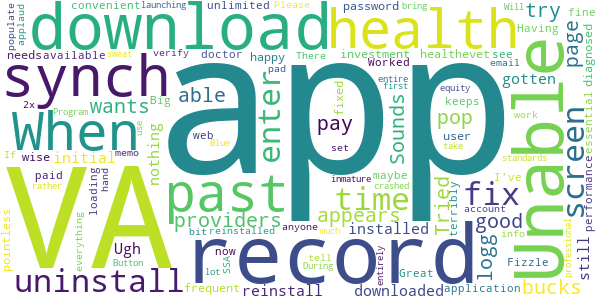 applaud convenient launching unlimited password Please bring
populate download doctor There health healthevet try see page
needsavailable verify happy investment Worked fine
synch wants able pad email entire Having gotten
When enter app fixed keeps first equity unable screen
Big 2x web sounds pay pop user work essential diagnosed
Program use Blue set maybe crashed take
If wise initial nothing past time inmature Tried fix standards
VA memo providers appears hand I've terribly performance
pointless paid loading Ugh bit reinstalled installed anyone much good account still
everything rather Button now record logg info professional
sweat lot SSA tell Great entirely application Fizzle
uninstall frequent reinstall During downloaded bucks